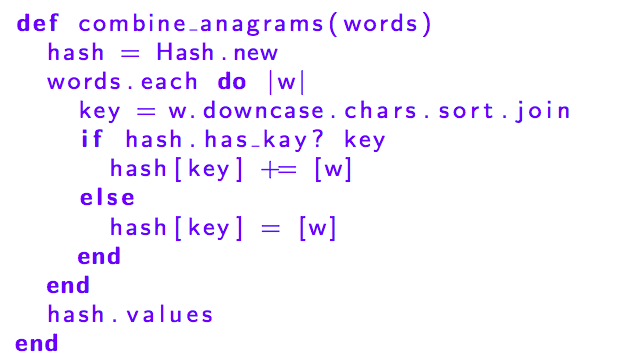 def combine_anagrams(words)
hash = Hash.new
words.each do |w|
key = w.downcase.chars.sort.join
if hash.has_kay? key
hash[key] += [w]
else
hash[key] = [w]
end
end
hash.values
end